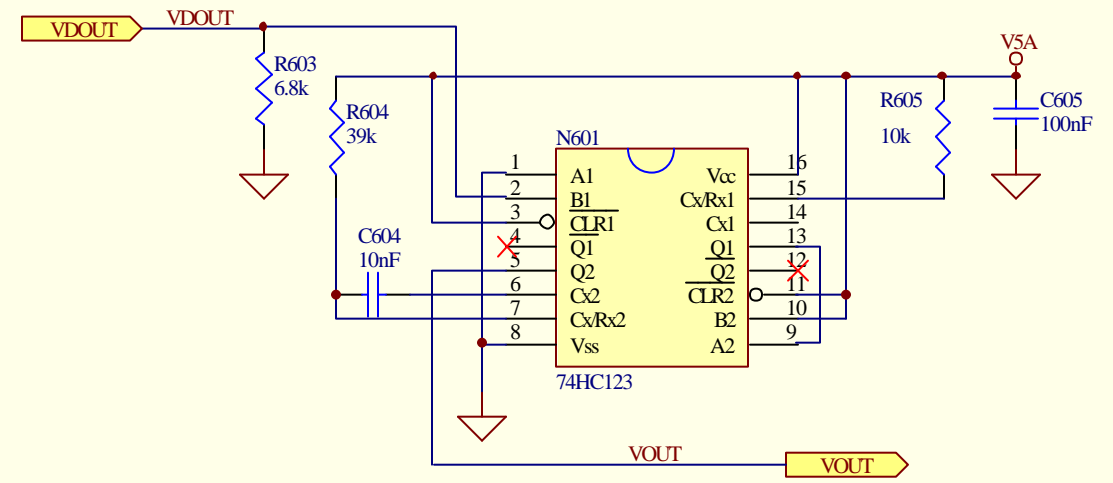 VDOUT
VDOUT
R603
6.8k
R604
39k
V5A
R605
10k
C605
100nF
N601
1
A1
2
B1
3
CLR1
4
Q1
5
Q2
6
Cx2
7
Cx/Rx2
8
Vss
Vcc
16
Cx/Rx1
15
Cx1
14
Q1
13
Q2
12
CLR2
11
B2
10
A2
9
C604
10nF
74HC123
VOUT
VOUT